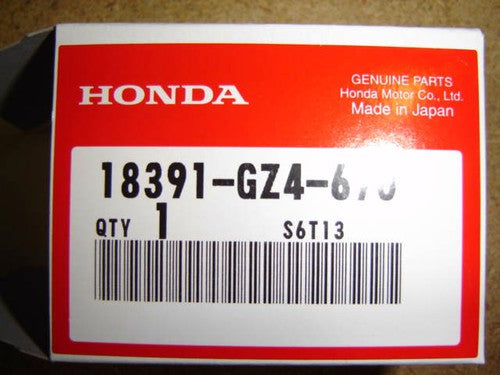 HONDA
GENUINE PARTS
Honda Motor Co., Ltd.
Made in Japan
18391-GZ4-6
QTY 1 S6T13